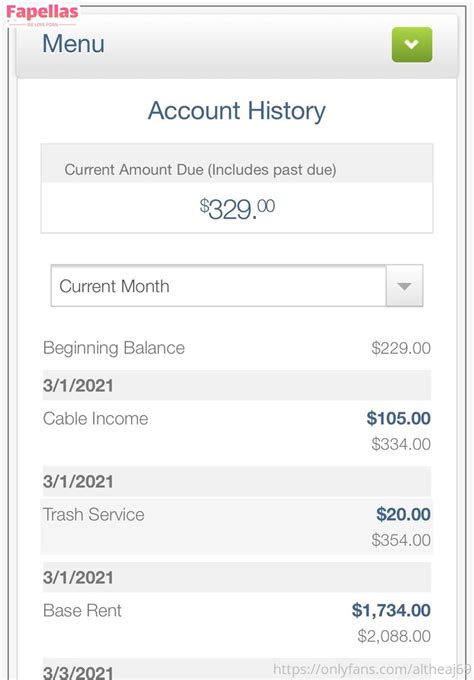 Fapellas
WE LOVE PORN
Menu
Account History
Current Amount Due (Includes past due)
$329.00
Current Month
Beginning Balance $229.00
3/1/2021
Cable Income $105.00
$334.00
3/1/2021
Trash Service $20.00
$354.00
3/1/2021
Base Rent $1,734.00
$2,088.00
3/3/2021
https://onlyfans.com/altheaj69